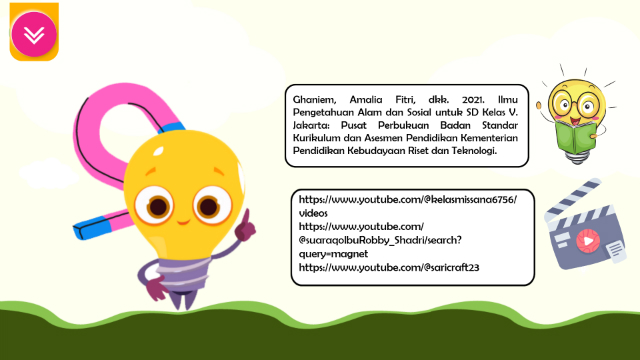 Ghaniem, Amalia Fitri, dkk. 2021. Ilmu
Pengetahuan Alam dan Sosial untuk SD Kelas V.
Jakarta: Pusat Perbukuan Badan Standar
Kurikulum dan Asesmen Pendidikan Kementerian
Pendidikan Kebudayaan Riset dan Teknologi.
https://www.youtube.com/@kelasmissana6756/
videos
https://www.youtube.com/
@suaraqolbuRobby_Shadri/search?
query=magnet
https://www.youtube.com/@saricraft23